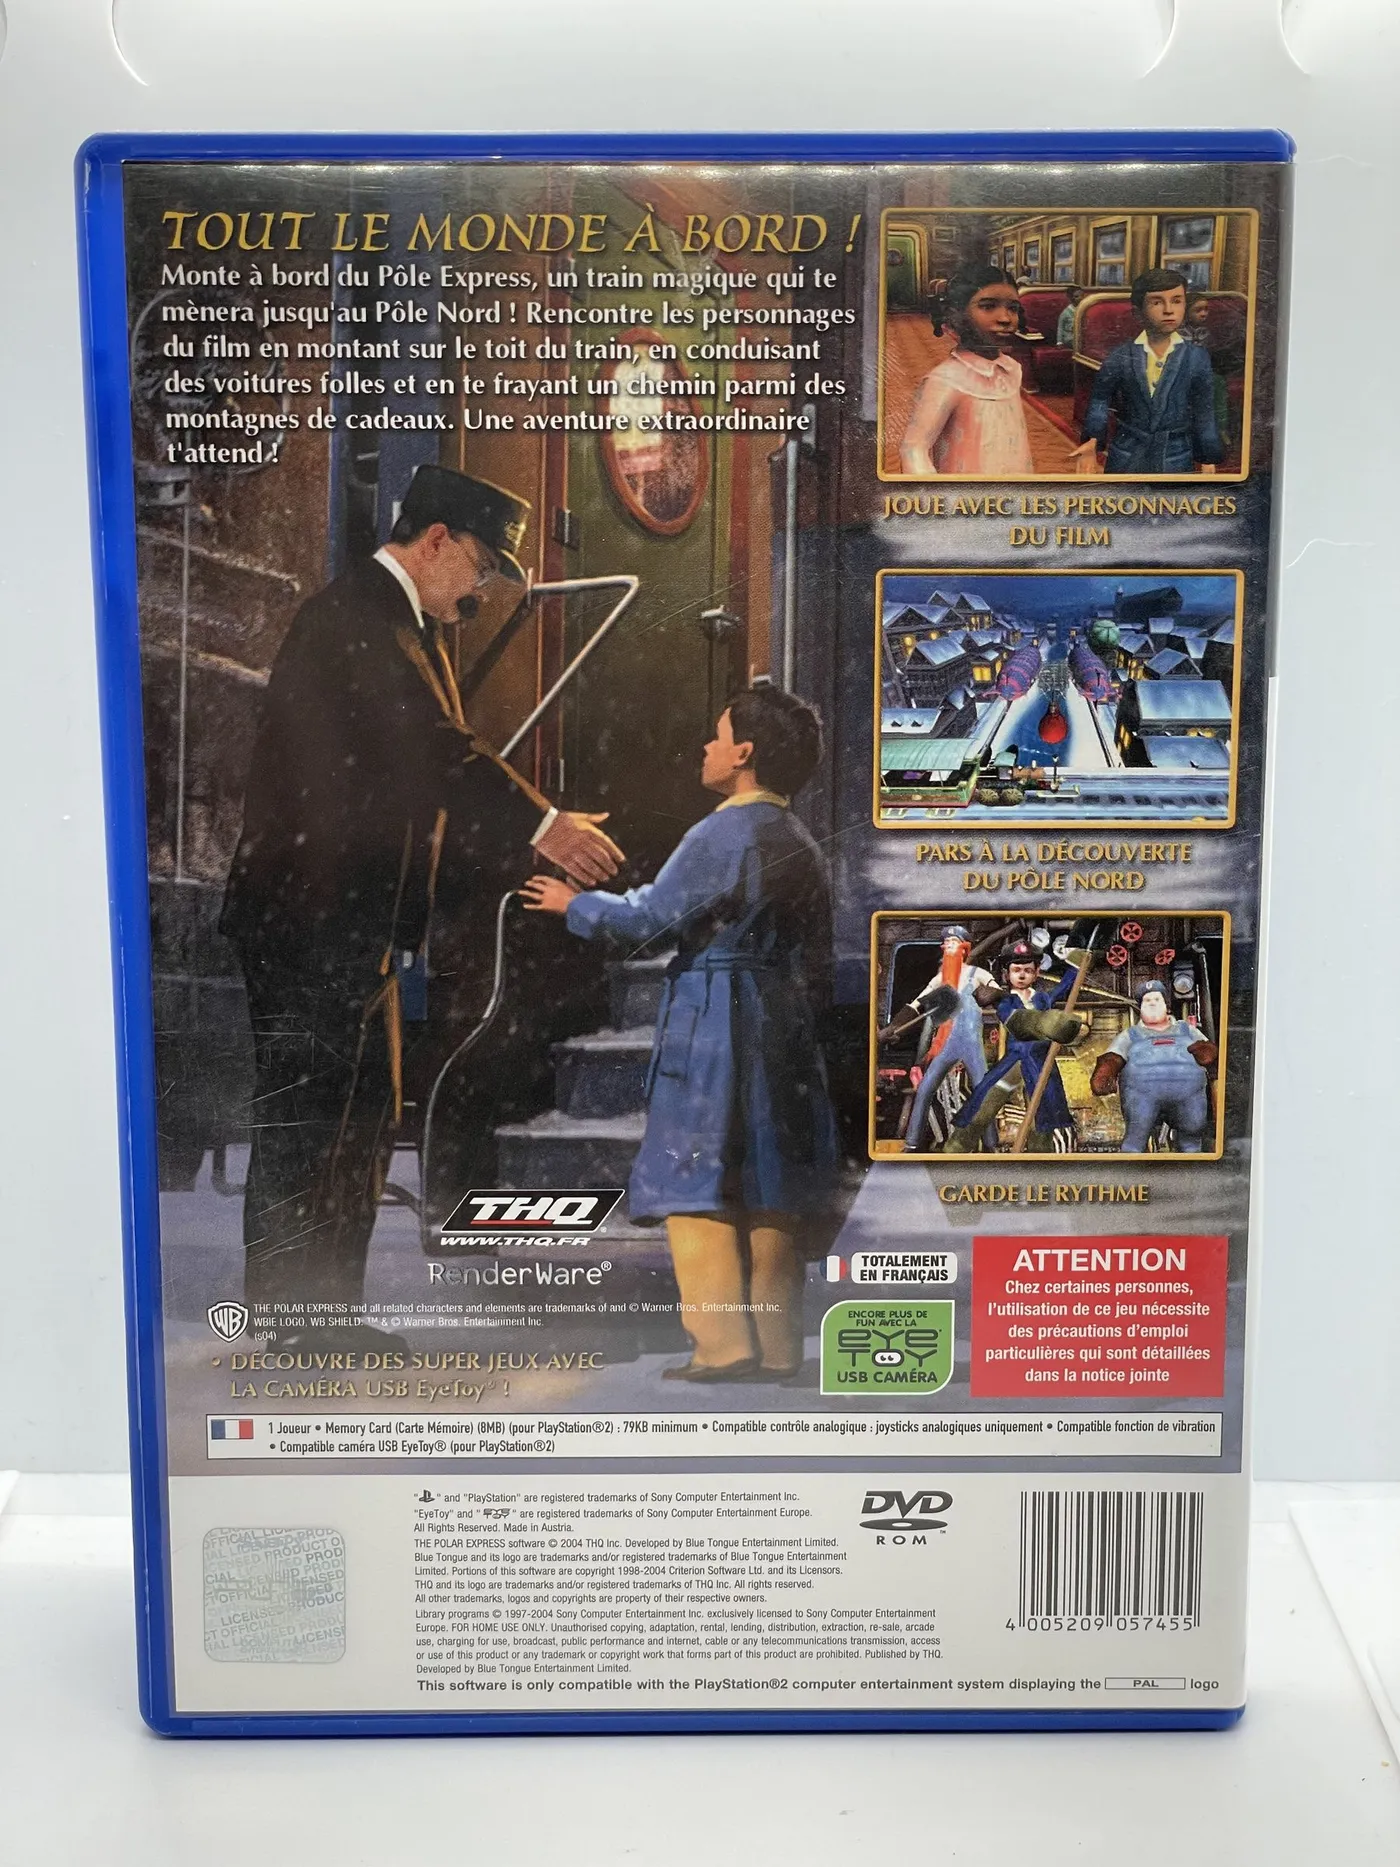 TOUT LE MONDE À BORD !
Monte à bord du Pôle Express, un train magique qui te
mènera jusqu'au Pôle Nord ! Rencontre les personnages
du film en montant sur le toit du train, en conduisant
des voitures folles et en te frayant un chemin parmi des
montagnes de cadeaux. Une aventure extraordinaire
t'attend !
JOUE AVEC LES PERSONNAGES
DU FILM
PARS À LA DÉCOUVERTE
DU PÔLE NORD
GARDE LE RYTHME
THQ
WWW.THQ.FR
RenderWare®
WB
THE POLAR EXPRESS and all related characters and elements are trademarks of and © Warner Bros. Entertainment Inc.
WBIE LOGO, WB SHIELD: ™ & © Warner Bros. Entertainment Inc.
(s04)
• DÉCOUVRE DES SUPER JEUX AVEC
LA CAMÉRA USB EyeToy® !
TOTALEMENT
EN FRANÇAIS
ENCORE PLUS DE
FUN AVEC LA
EYE
TOY
USB CAMÉRA
ATTENTION
Chez certaines personnes,
l'utilisation de ce jeu nécessite
des précautions d'emploi
particulières qui sont détaillées
dans la notice jointe
1 Joueur • Memory Card (Carte Mémoire) (8MB) (pour PlayStation®2) : 79KB minimum • Compatible contrôle analogique : joysticks analogiques uniquement • Compatible fonction de vibration
• Compatible caméra USB EyeToy® (pour PlayStation®2)
" " and "PlayStation" are registered trademarks of Sony Computer Entertainment Inc.
"EyeToy" and " " are registered trademarks of Sony Computer Entertainment Europe.
All Rights Reserved. Made in Austria.
THE POLAR EXPRESS software © 2004 THQ Inc. Developed by Blue Tongue Entertainment Limited.
Blue Tongue and its logo are trademarks and/or registered trademarks of Blue Tongue Entertainment
Limited. Portions of this software are copyright 1998-2004 Criterion Software Ltd. and its Licensors.
THQ and its logo are trademarks and/or registered trademarks of THQ Inc. All rights reserved.
All other trademarks, logos and copyrights are property of their respective owners.
Library programs © 1997-2004 Sony Computer Entertainment Inc. exclusively licensed to Sony Computer Entertainment
Europe. FOR HOME USE ONLY. Unauthorised copying, adaptation, rental, lending, distribution, extraction, re-sale, arcade
use, charging for use, broadcast, public performance and internet, cable or any telecommunications transmission, access
or use of this product or any trademark or copyright work that forms part of this product are prohibited. Published by THQ.
Developed by Blue Tongue Entertainment Limited.
This software is only compatible with the PlayStation®2 computer entertainment system displaying the PAL logo
DVD
ROM
4 005209 057455